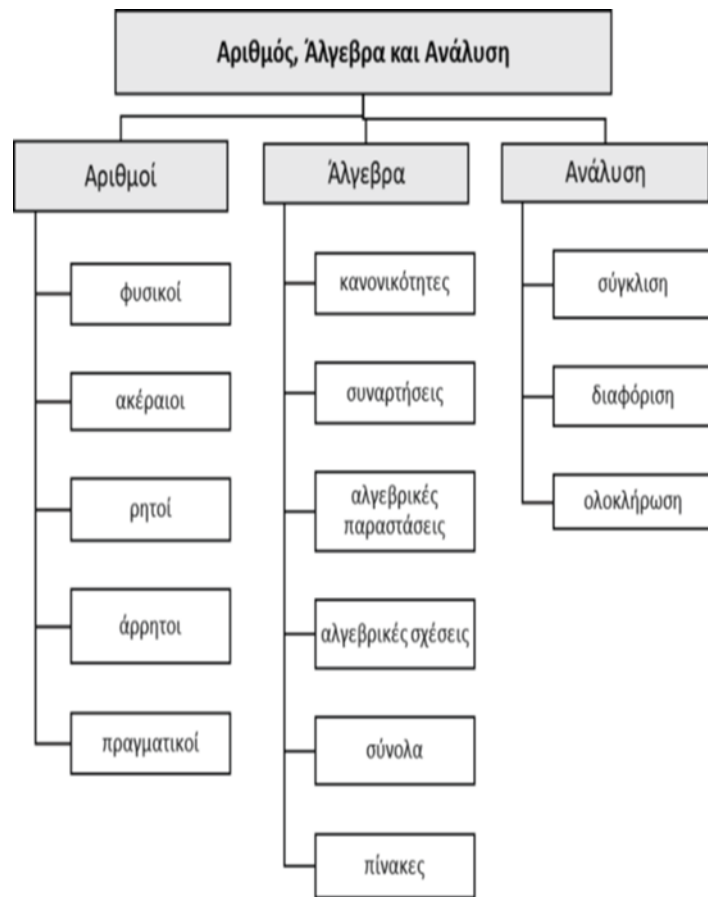 Αριθμός, Άλγεβρα και Ανάλυση
Αριθμοί
φυσικοί
ακέραιοι
ρητοί
άρρητοι
πραγματικοί
Άλγεβρα
κανονικότητες
συναρτήσεις
αλγεβρικές
παραστάσεις
αλγεβρικές σχέσεις
σύνολα
πίνακες
Ανάλυση
σύγκλιση
διαφόριση
ολοκλήρωση